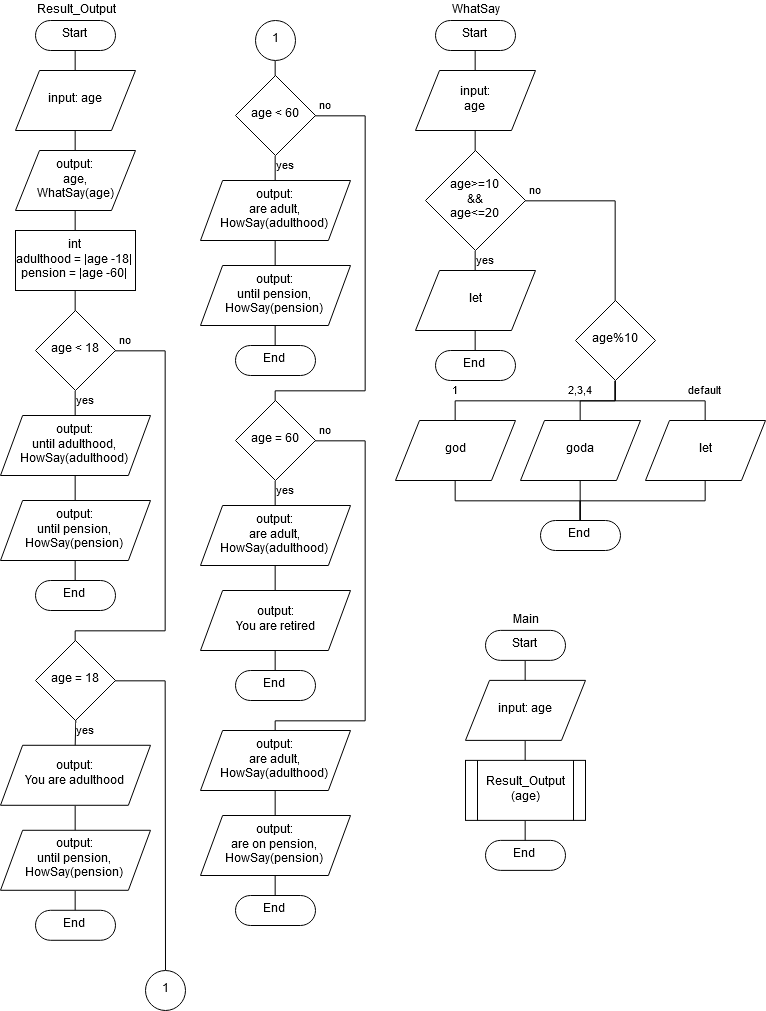 Result_Output
Start
input: age
output:
age,
WhatSay(age)
int
adulthood = |age -18|
pension = |age -60|
age < 18
no
yes
output:
until adulthood,
HowSay(adulthood)
output:
until pension,
HowSay(pension)
End
age = 18
yes
output:
You are adulthood
output:
until pension,
HowSay(pension)
End
1
1
age < 60
no
yes
output:
are adult,
HowSay(adulthood)
output:
until pension,
HowSay(pension)
End
age = 60
no
yes
output:
are adult,
HowSay(adulthood)
output:
You are retired
End
output:
are adult,
HowSay(adulthood)
output:
are on pension,
HowSay(pension)
End
WhatSay
Start
input:
age
age>=10
&&
age<=20
no
yes
let
End
age%10
1
2,3,4
default
god
goda
let
End
Main
Start
input: age
Result_Output
(age)
End